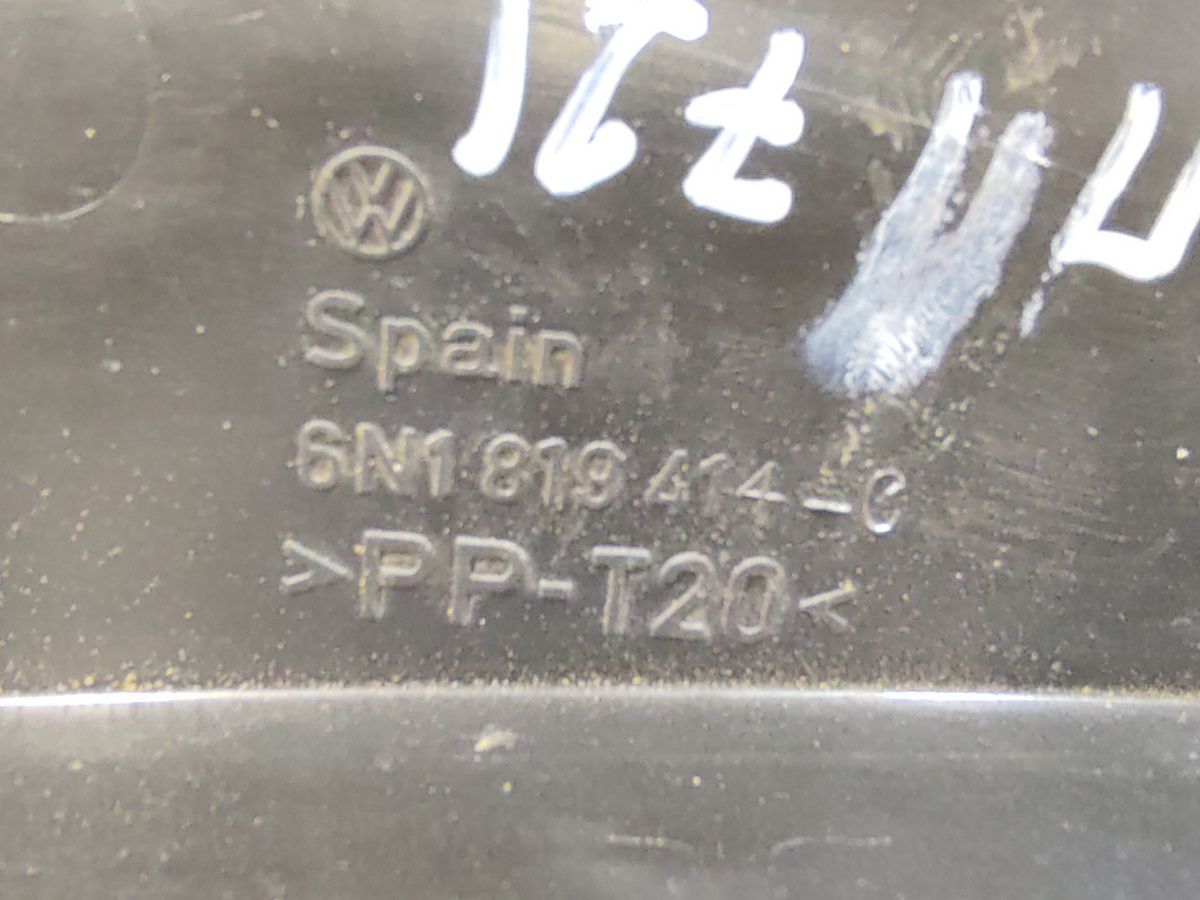 Spain
6N1 819 414-C
>PP-T20<